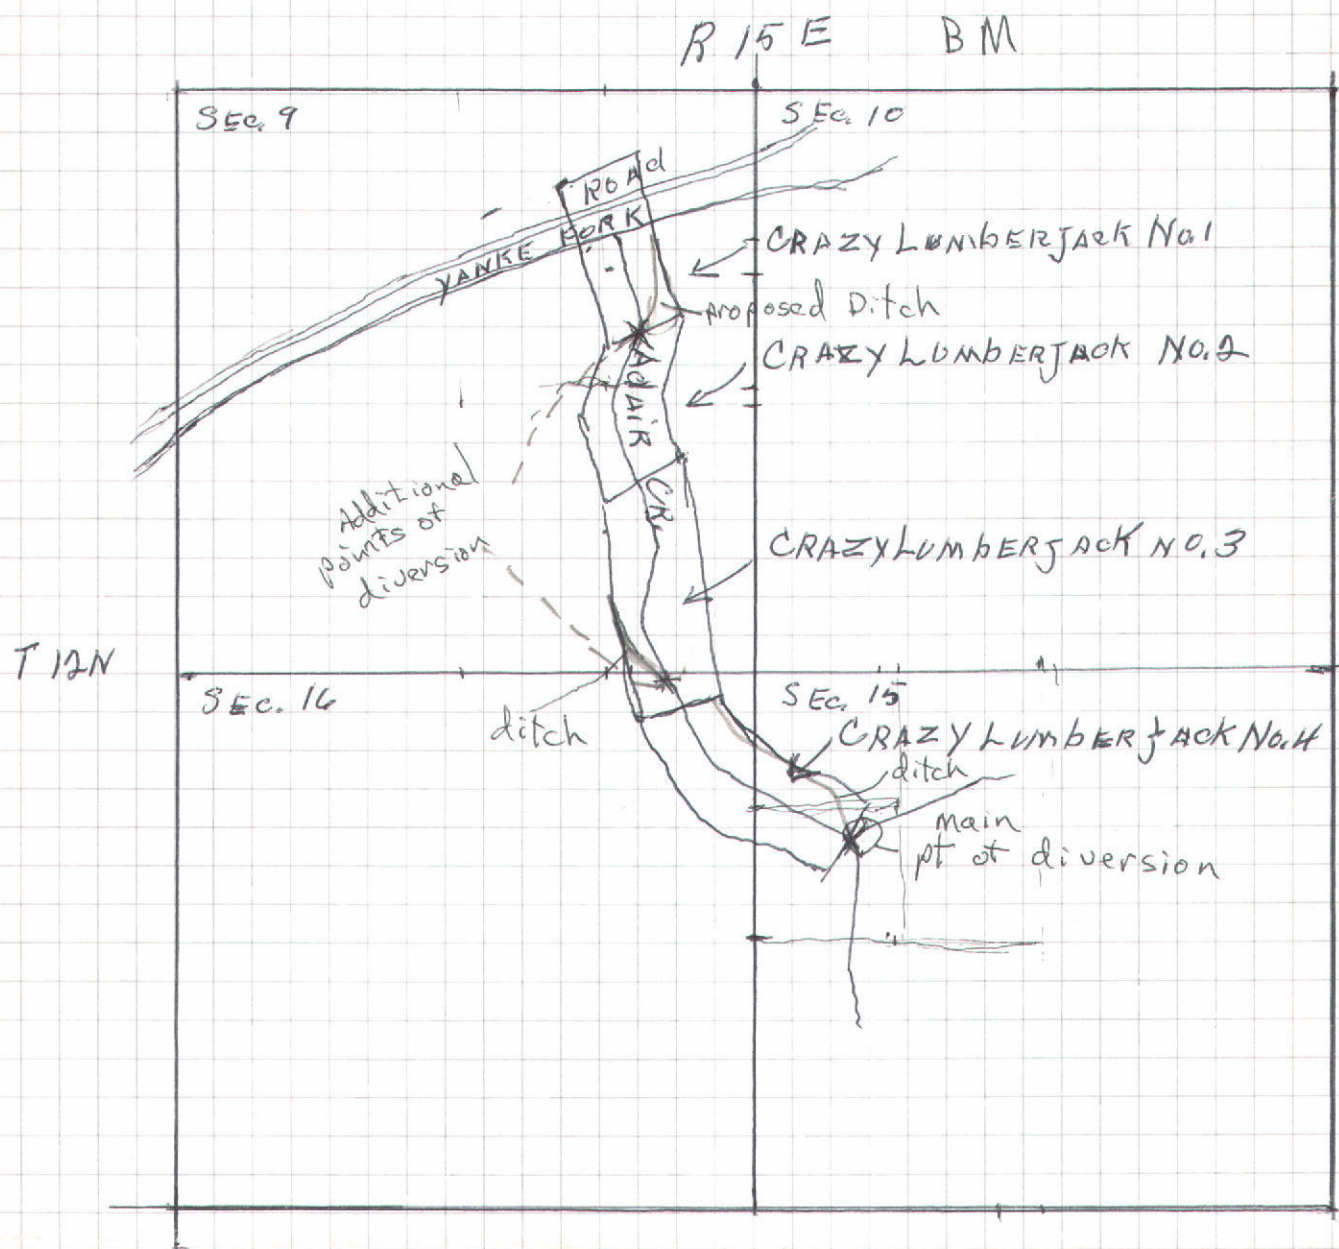 R 15 E BM
SEC. 9
SEC. 10
ROAD
YANKE FORK
CRAZY LUMBERJACK No.1
proposed Ditch
CRAZY LUMBERJACK NO.2
ADAIR
CR.
Additional
points of
diversion
CRAZY LUMBERJACK NO.3
T 12N
SEC. 16
SEC. 15
ditch
CRAZY LUMBERJACK No.4
ditch
main
pt of diversion